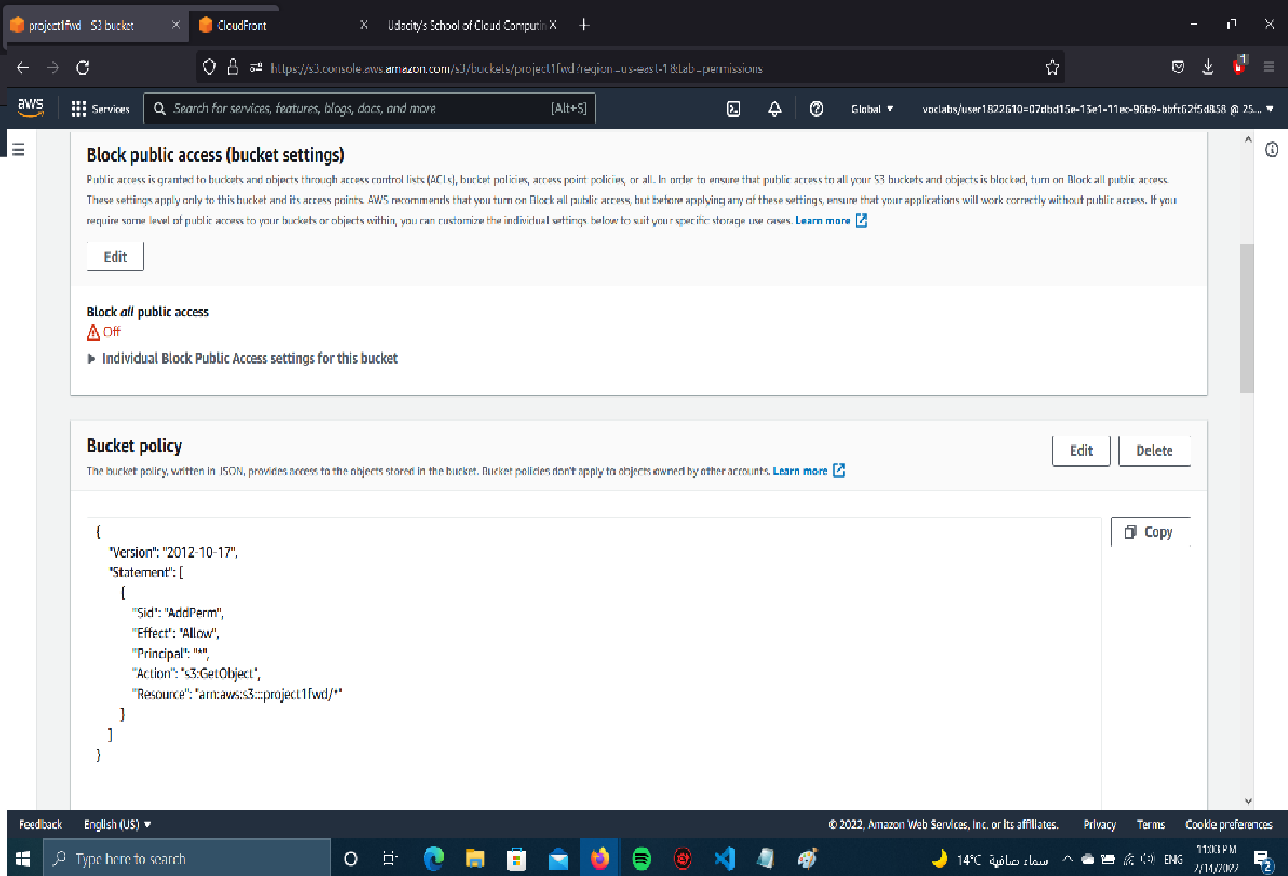 project1fwd - S3 bucket
CloudFront
Udacity's School of Cloud Computin
https://s3.console.aws.amazon.com/s3/buckets/project1fwd?region=us-east-1&tab=permissions
aws
Services
Search for services, features, blogs, docs, and more
[Alt+S]
Global
Block public access (bucket settings)
Public access is granted to buckets and objects through access control lists (ACLs), bucket policies, access point policies, or all. In order to ensure that public access to all your S3 buckets and objects is blocked, turn on Block all public access.
These settings apply only to this bucket and its access points. AWS recommends that you turn on Block all public access, but before applying any of these settings, ensure that your applications will work correctly without public access. If you
require some level of public access to your buckets or objects within, you can customize the individual settings below to suit your specific storage use cases. Learn more
Edit
Block all public access
Off
Individual Block Public Access settings for this bucket
Bucket policy
Edit
Delete
The bucket policy, written in JSON, provides access to the objects stored in the bucket. Bucket policies don't apply to objects owned by other accounts. Learn more
Copy
{
"Version": "2012-10-17",
"Statement": [
{
"Sid": "AddPerm",
"Effect": "Allow",
"Principal": "*",
"Action": "s3:GetObject",
"Resource": "arn:aws:s3:::project1fwd/*"
}
]
}
Feedback
English (US)
© 2022, Amazon Web Services, Inc. or its affiliates.
Privacy
Terms
Cookie preferences
Type here to search
14°C سماء صافية
ENG
11:03 PM
2